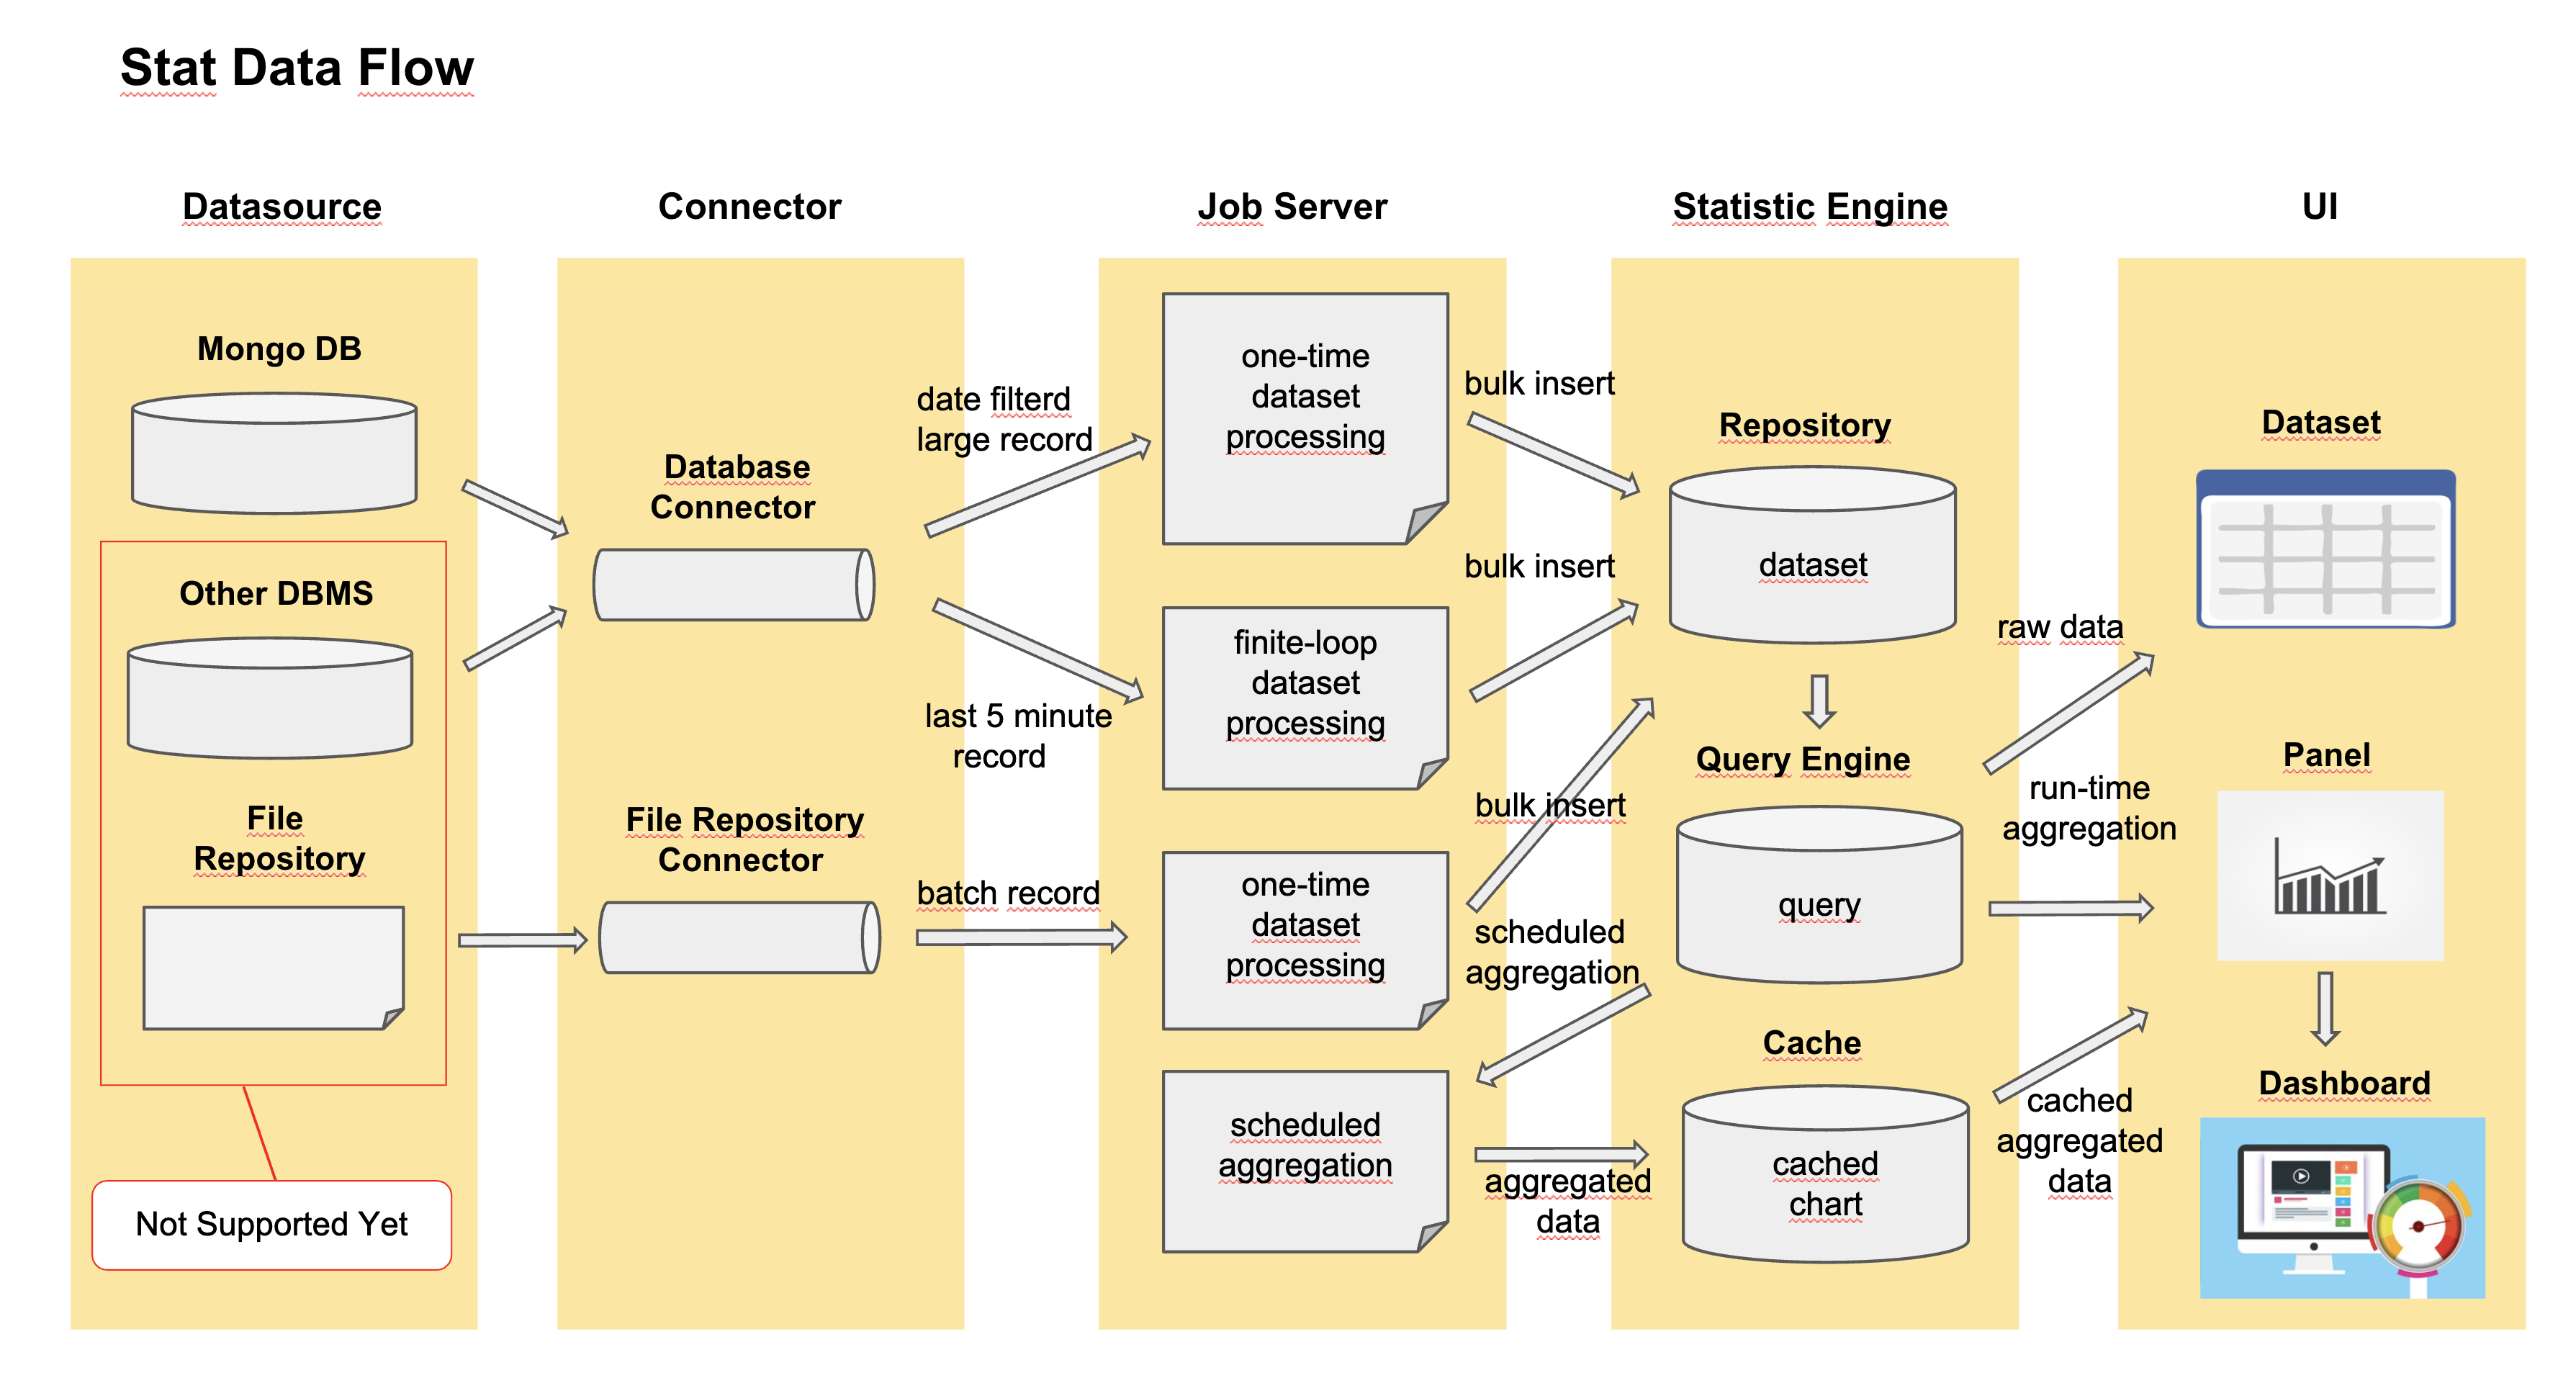 Stat Data Flow
Datasource
Connector
Job Server
Statistic Engine
UI
Mongo DB
Other DBMS
File
Repository
Not Supported Yet
Database
Connector
File Repository
Connector
date filterd
large record
last 5 minute
record
batch record
one-time
dataset
processing
finite-loop
dataset
processing
one-time
dataset
processing
scheduled
aggregation
bulk insert
bulk insert
bulk insert
scheduled
aggregation
aggregated
data
Repository
dataset
Query Engine
query
Cache
cached
chart
raw data
run-time
aggregation
cached
aggregated
data
Dataset
Panel
Dashboard